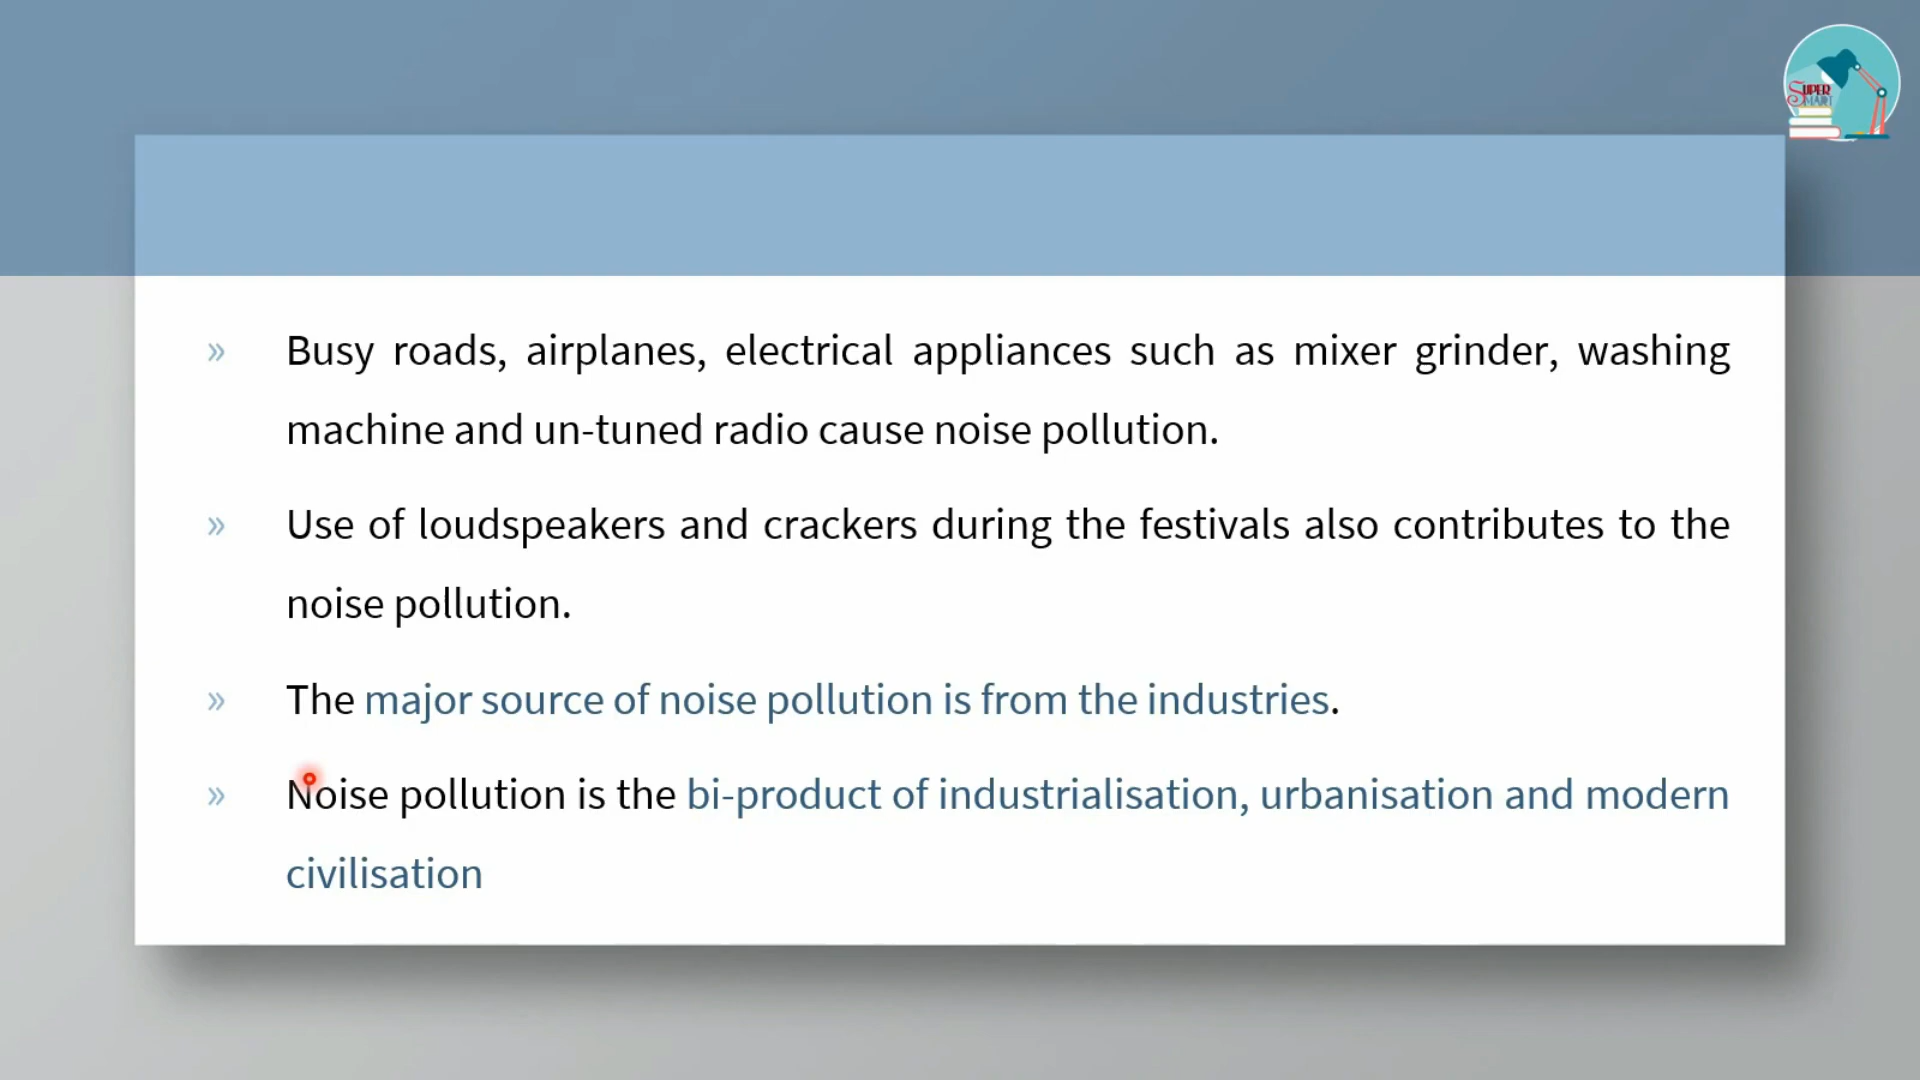 SUPER
SMART
» Busy roads, airplanes, electrical appliances such as mixer grinder, washing
machine and un-tuned radio cause noise pollution.
» Use of loudspeakers and crackers during the festivals also contributes to the
noise pollution.
» The major source of noise pollution is from the industries.
» Noise pollution is the bi-product of industrialisation, urbanisation and modern
civilisation